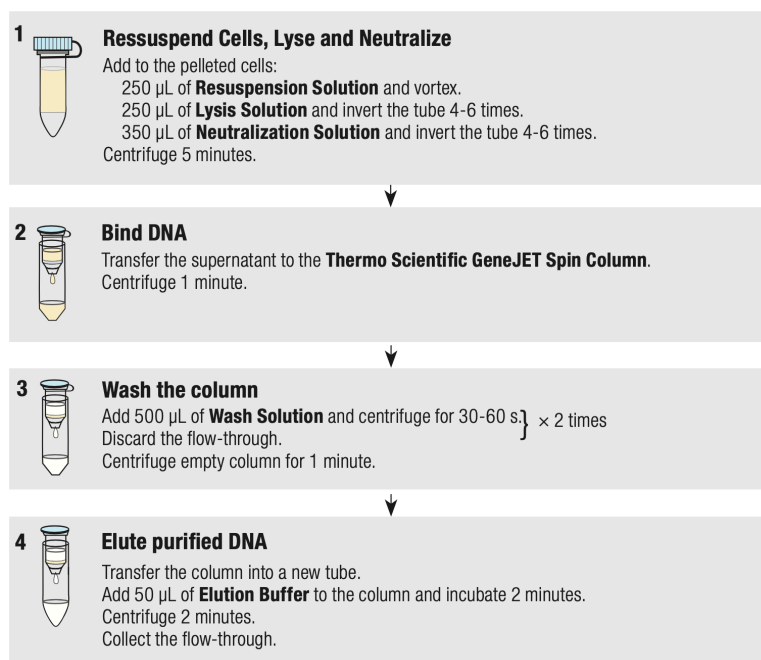 1
Ressuspend Cells, Lyse and Neutralize
Add to the pelleted cells:
250 µL of Resuspension Solution and vortex.
250 µL of Lysis Solution and invert the tube 4-6 times.
350 µL of Neutralization Solution and invert the tube 4-6 times.
Centrifuge 5 minutes.
2
Bind DNA
Transfer the supernatant to the Thermo Scientific GeneJET Spin Column.
Centrifuge 1 minute.
3
Wash the column
Add 500 µL of Wash Solution and centrifuge for 30-60 s.} × 2 times
Discard the flow-through.
Centrifuge empty column for 1 minute.
4
Elute purified DNA
Transfer the column into a new tube.
Add 50 µL of Elution Buffer to the column and incubate 2 minutes.
Centrifuge 2 minutes.
Collect the flow-through.